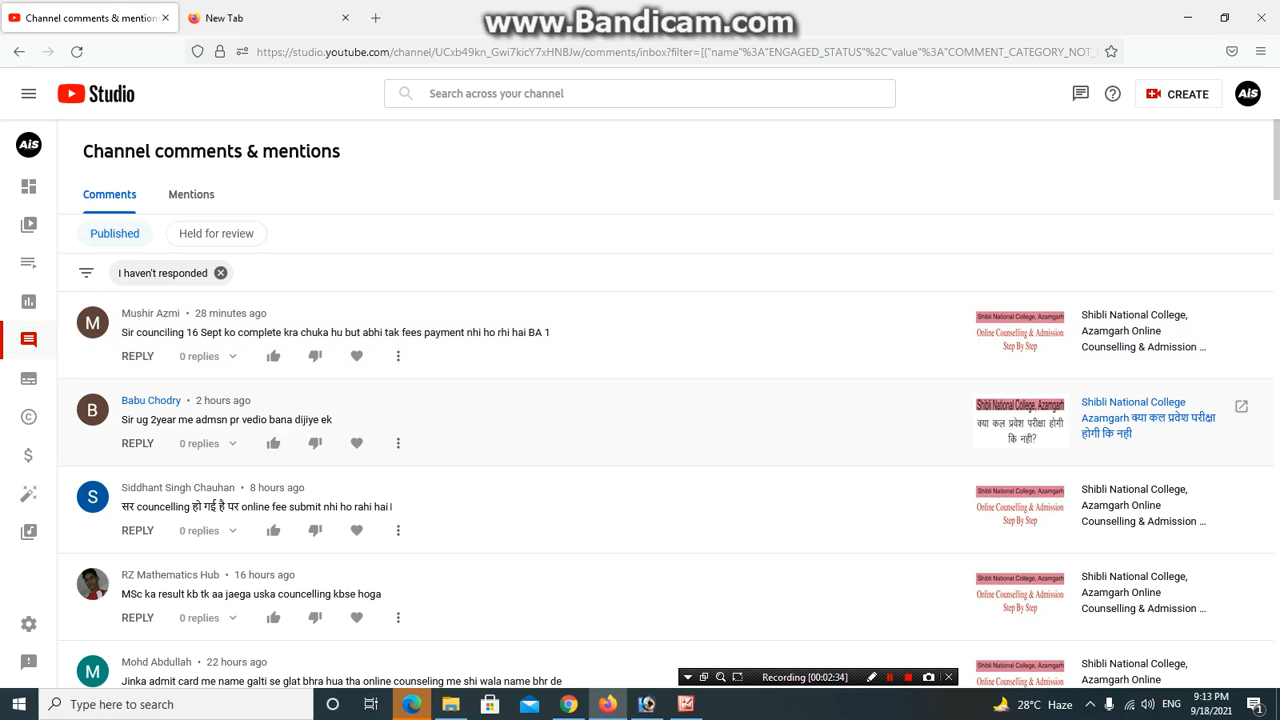 www.Bandicam.com
Channel comments & mention
New Tab
https://studio.youtube.com/channel/UCxb49kn_Gwi7kicY7xHNBJw/comments/inbox?filter=[{"name"%3A"ENGAGED_STATUS"%2C"value"%3A"COMMENT_CATEGORY_NOT_
Studio
Search across your channel
CREATE
AiS
AiS
Channel comments & mentions
Comments
Mentions
Published
Held for review
I haven't responded
M
Mushir Azmi • 28 minutes ago
Sir counciling 16 Sept ko complete kra chuka hu but abhi tak fees payment nhi ho rhi hai BA 1
REPLY 0 replies
Shibli National College, Azamgarh
Online Counselling & Admission
Step By Step
Shibli National College,
Azamgarh Online
Counselling & Admission ...
B
Babu Chodry • 2 hours ago
Sir ug 2year me admsn pr vedio bana dijiye ek
REPLY 0 replies
Shibli National College, Azamgarh
क्या कल प्रवेश परीक्षा होगी
कि नही?
Shibli National College
Azamgarh क्या कल प्रवेश परीक्षा
होगी कि नही
S
Siddhant Singh Chauhan • 8 hours ago
सर councelling हो गई है पर online fee submit nhi ho rahi hai।
REPLY 0 replies
Shibli National College, Azamgarh
Online Counselling & Admission
Step By Step
Shibli National College,
Azamgarh Online
Counselling & Admission ...
RZ Mathematics Hub • 16 hours ago
MSc ka result kb tk aa jaega uska councelling kbse hoga
REPLY 0 replies
Shibli National College, Azamgarh
Online Counselling & Admission
Step By Step
Shibli National College,
Azamgarh Online
Counselling & Admission ...
M
Mohd Abdullah • 22 hours ago
Jinka admit card me name galti se glat bhra hua tha online counseling me shi wala name bhr de
Shibli National College, Azamgarh
Online Counselling & Admission
Shibli National College,
Azamgarh Online
Recording [00:02:34]
Type here to search
28°C Haze
ENG
9:13 PM
9/18/2021